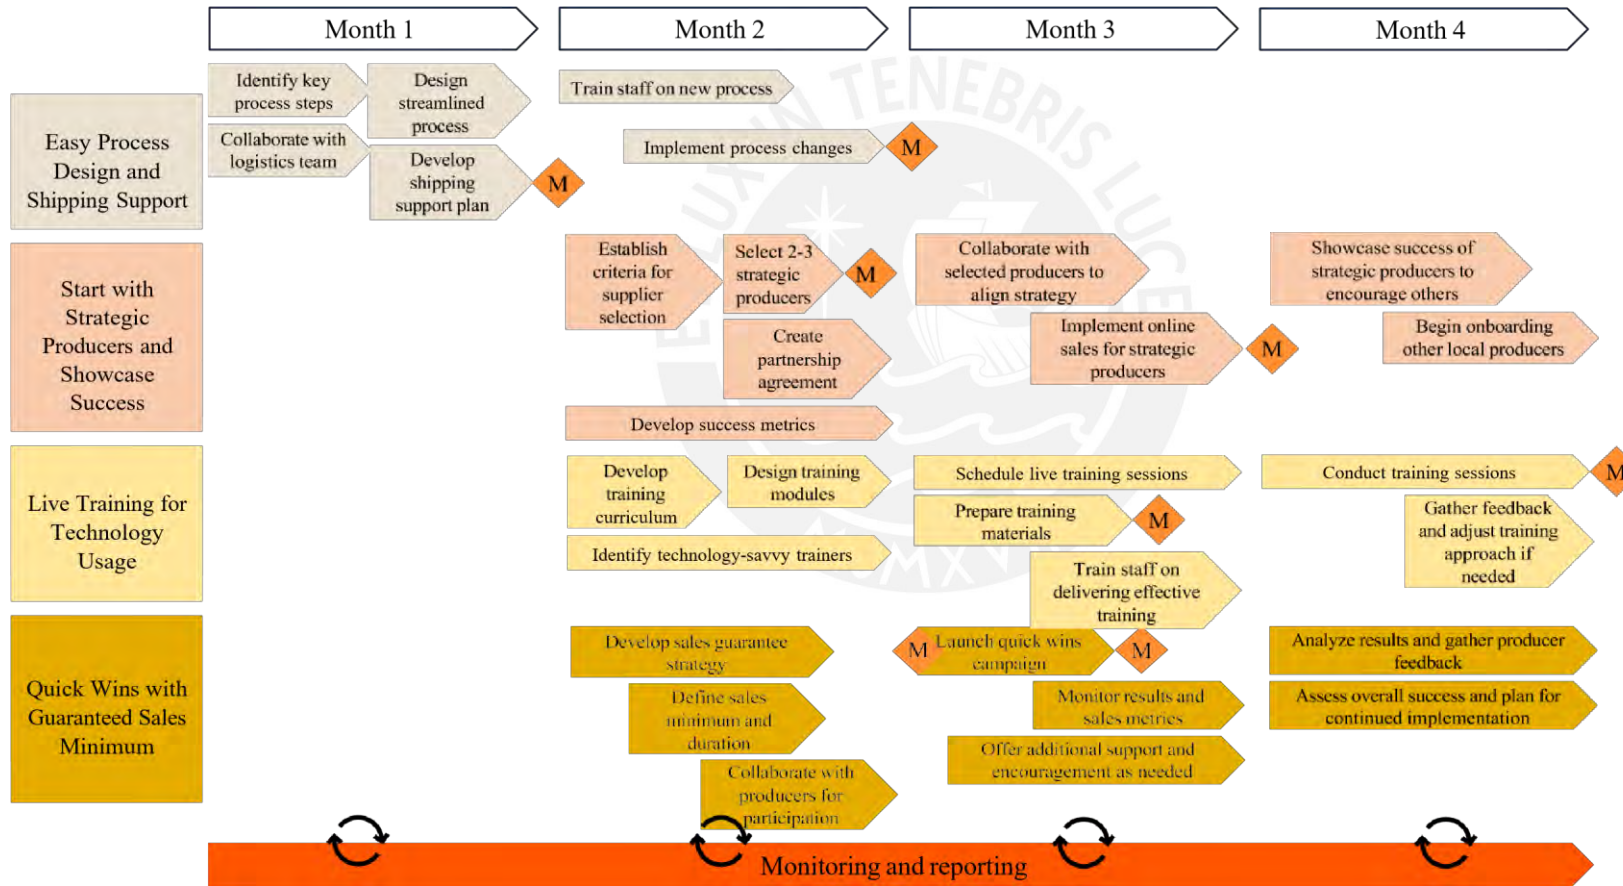 Month 1
Month 2
Month 3
Month 4
Easy Process
Design and
Shipping Support
Identify key
process steps
Design
streamlined
process
Collaborate with
logistics team
Develop
shipping
support plan
M
Train staff on new process
Implement process changes
M
Start with
Strategic
Producers and
Showcase
Success
Establish
criteria for
supplier
selection
Select 2-3
strategic
producers
M
Create
partnership
agreement
Develop success metrics
Collaborate with
selected producers to
align strategy
Implement online
sales for strategic
producers
M
Showcase success of
strategic producers to
encourage others
Begin onboarding
other local producers
Live Training for
Technology
Usage
Develop
training
curriculum
Design training
modules
Identify technology-savvy trainers
Schedule live training sessions
Prepare training
materials
M
Train staff on
delivering effective
training
Conduct training sessions
M
Gather feedback
and adjust training
approach if
needed
Quick Wins with
Guaranteed Sales
Minimum
Develop sales guarantee
strategy
Define sales
minimum and
duration
Collaborate with
producers for
participation
M
Launch quick wins
campaign
M
Monitor results and
sales metrics
Offer additional support and
encouragement as needed
Analyze results and gather producer
feedback
Assess overall success and plan for
continued implementation
Monitoring and reporting
TENEBRIS